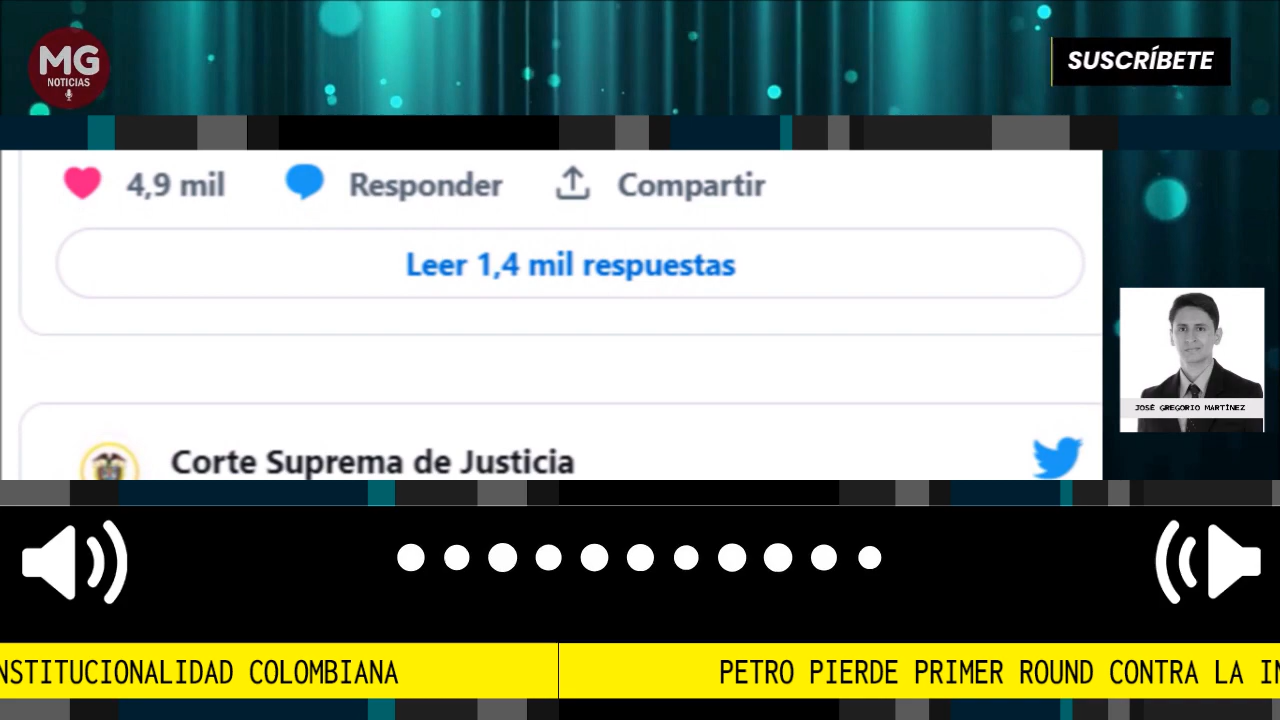 MG
NOTICIAS
SUSCRÍBETE
4,9 mil Responder Compartir
Leer 1,4 mil respuestas
JOSÉ GREGORIO MARTÍNEZ
Corte Suprema de Justicia
NSTITUCIONALIDAD COLOMBIANA
PETRO PIERDE PRIMER ROUND CONTRA LA IN